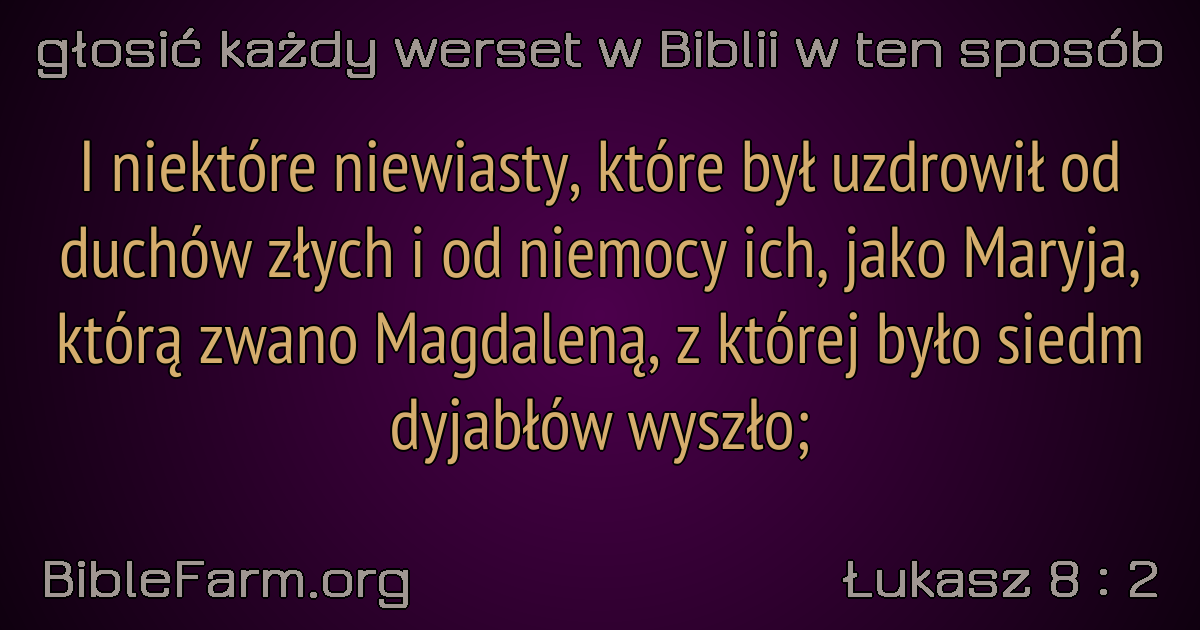 głosić każdy werset w Biblii w ten sposób
I niektóre niewiasty, które był uzdrowił od
duchów złych i od niemocy ich, jako Maryja,
którą zwano Magdaleną, z której było siedm
dyjabłów wyszło;
BibleFarm.org
Łukasz 8 : 2